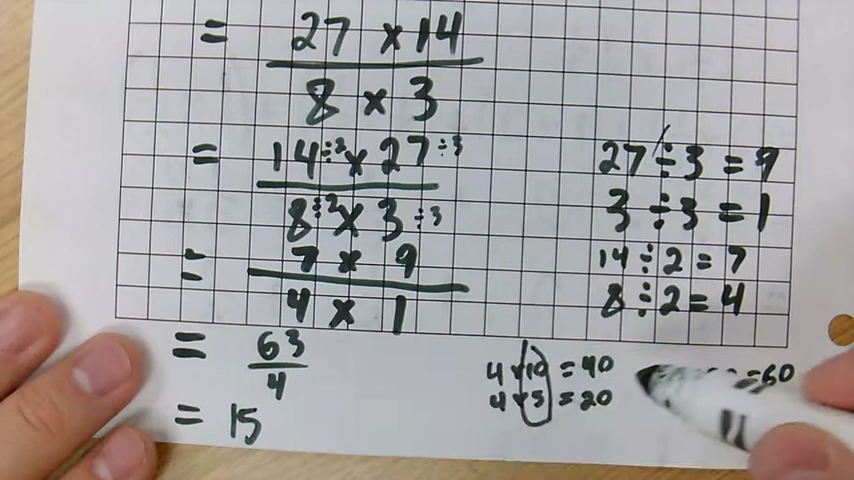 = 27 x 14
8 x 3
= 14÷2 x 27÷3
8÷2 x 3÷3
= 7 x 9
4 x 1
= 63
4
= 15
27 ÷ 3 = 9
3 ÷ 3 = 1
14 ÷ 2 = 7
8 ÷ 2 = 4
4 x 10 = 40
4 x 5 = 20
=60